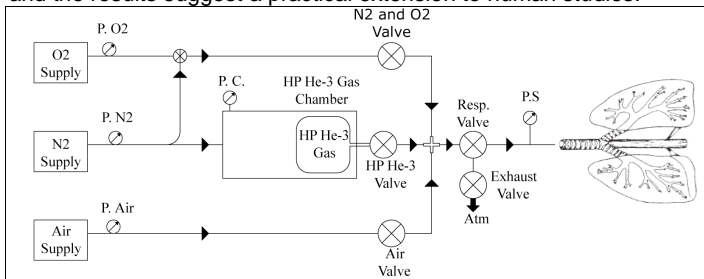 and the results suggest a practical extension to human studies.
N2 and O2
Valve
P. O2
O2
Supply
P. C.
HP He-3 Gas
Chamber
Resp.
Valve
P.S
P. N2
N2
Supply
HP He-3
Gas
HP He-3
Valve
Exhaust
Valve
P. Air
Atm
Air
Supply
Air
Valve